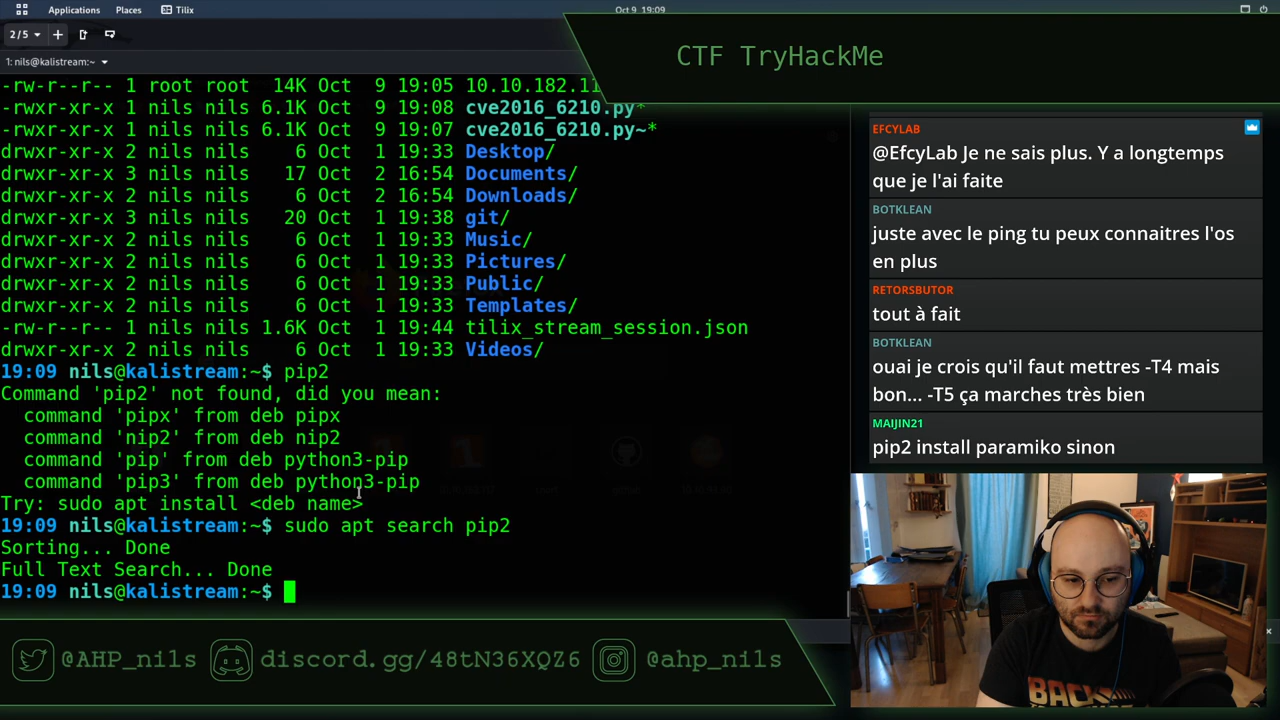 Applications Places Tilix
Oct 9 19:09
2/5
1: nils@kalistream:~
CTF TryHackMe
-rw-r--r-- 1 root root 14K Oct 9 19:05 10.10.182.11
-rwxr-xr-x 1 nils nils 6.1K Oct 9 19:08 cve2016_6210.py*
-rwxr-xr-x 1 nils nils 6.1K Oct 9 19:07 cve2016_6210.py~*
drwxr-xr-x 2 nils nils 6 Oct 1 19:33 Desktop/
drwxr-xr-x 3 nils nils 17 Oct 2 16:54 Documents/
drwxr-xr-x 2 nils nils 6 Oct 2 16:54 Downloads/
drwxr-xr-x 3 nils nils 20 Oct 1 19:38 git/
drwxr-xr-x 2 nils nils 6 Oct 1 19:33 Music/
drwxr-xr-x 2 nils nils 6 Oct 1 19:33 Pictures/
drwxr-xr-x 2 nils nils 6 Oct 1 19:33 Public/
drwxr-xr-x 2 nils nils 6 Oct 1 19:33 Templates/
-rw-r--r-- 1 nils nils 1.6K Oct 1 19:44 tilix_stream_session.json
drwxr-xr-x 2 nils nils 6 Oct 1 19:33 Videos/
19:09 nils@kalistream:~$ pip2
Command 'pip2' not found, did you mean:
command 'pipx' from deb pipx
command 'nip2' from deb nip2
command 'pip' from deb python3-pip
command 'pip3' from deb python3-pip
Try: sudo apt install <deb name>
19:09 nils@kalistream:~$ sudo apt search pip2
Sorting... Done
Full Text Search... Done
19:09 nils@kalistream:~$
EFCYLAB
@EfcyLab Je ne sais plus. Y a longtemps
que je l'ai faite
BOTKLEAN
juste avec le ping tu peux connaitres l'os
en plus
RETORSBUTOR
tout à fait
BOTKLEAN
ouai je crois qu'il faut mettres -T4 mais
bon... -T5 ça marches très bien
MAIJIN21
pip2 install paramiko sinon
BACK
@AHP_nils discord.gg/48tN36XQZ6 @ahp_nils